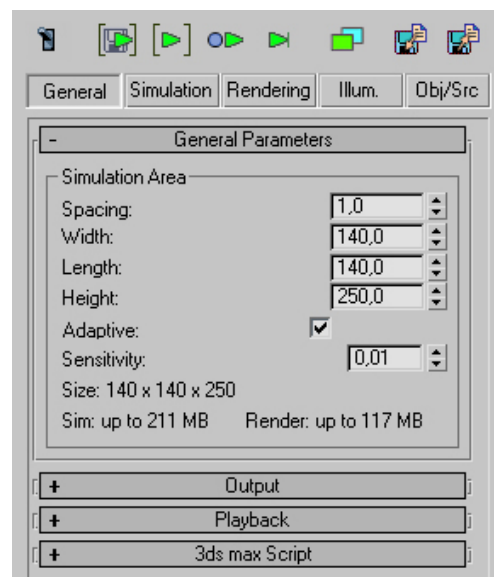 General Simulation Rendering Illum. Obj/Src
- General Parameters
Simulation Area
Spacing: 1,0
Width: 140,0
Length: 140,0
Height: 250,0
Adaptive:
Sensitivity: 0,01
Size: 140 x 140 x 250
Sim: up to 211 MB Render: up to 117 MB
+ Output
+ Playback
+ 3ds max Script